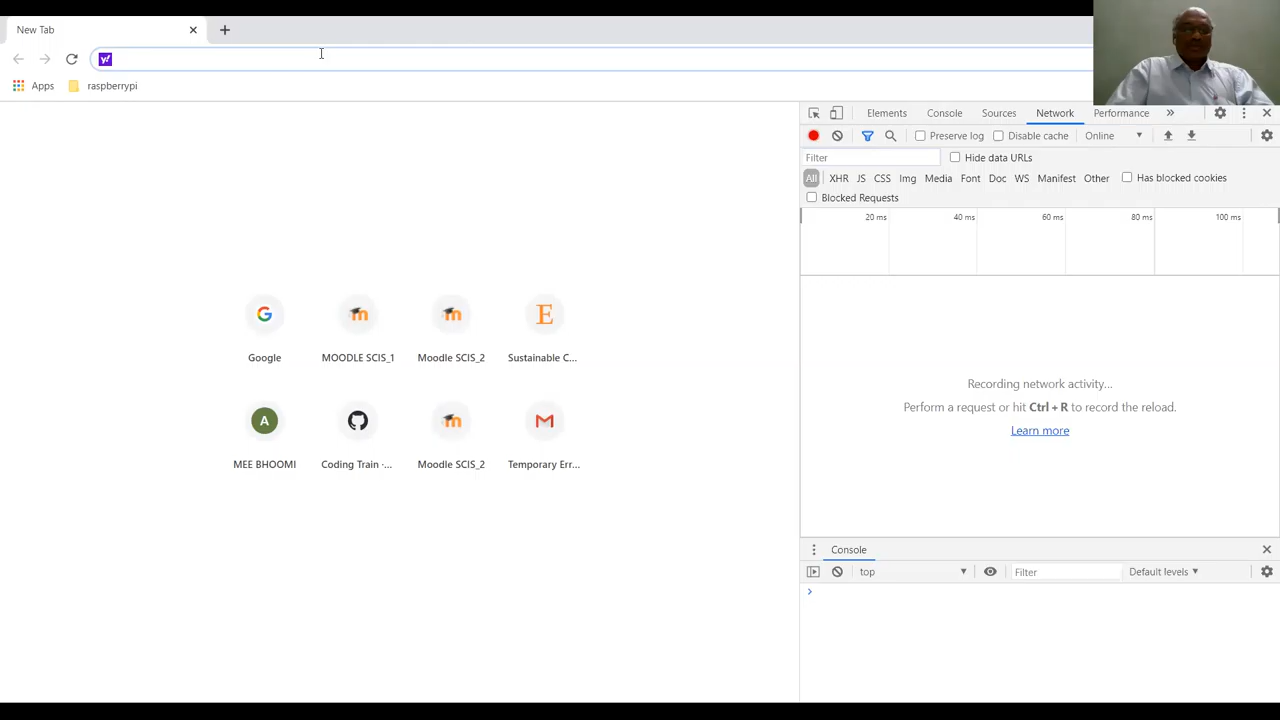 New Tab
y!
Apps
raspberrypi
Elements
Console
Sources
Network
Performance
Preserve log
Disable cache
Online
Filter
Hide data URLs
All
XHR
JS
CSS
Img
Media
Font
Doc
WS
Manifest
Other
Has blocked cookies
Blocked Requests
20 ms
40 ms
60 ms
80 ms
100 ms
G
m
m
E
Google
MOODLE SCIS_1
Moodle SCIS_2
Sustainable C...
Recording network activity...
Perform a request or hit Ctrl + R to record the reload.
Learn more
A
m
M
MEE BHOOMI
Coding Train ·...
Moodle SCIS_2
Temporary Err...
Console
top
Filter
Default levels